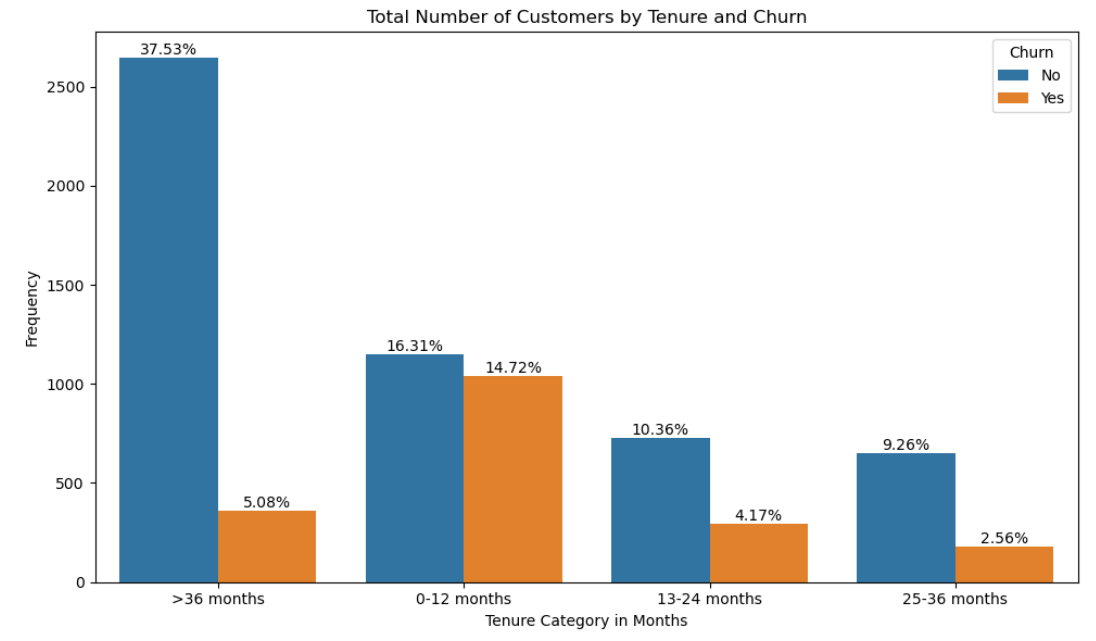 Total Number of Customers by Tenure and Churn
37.53%
Churn
No
Yes
2500
2000
1500
1000
500
0
Frequency
16.31%
14.72%
10.36%
9.26%
5.08%
4.17%
2.56%
>36 months
0-12 months
13-24 months
25-36 months
Tenure Category in Months